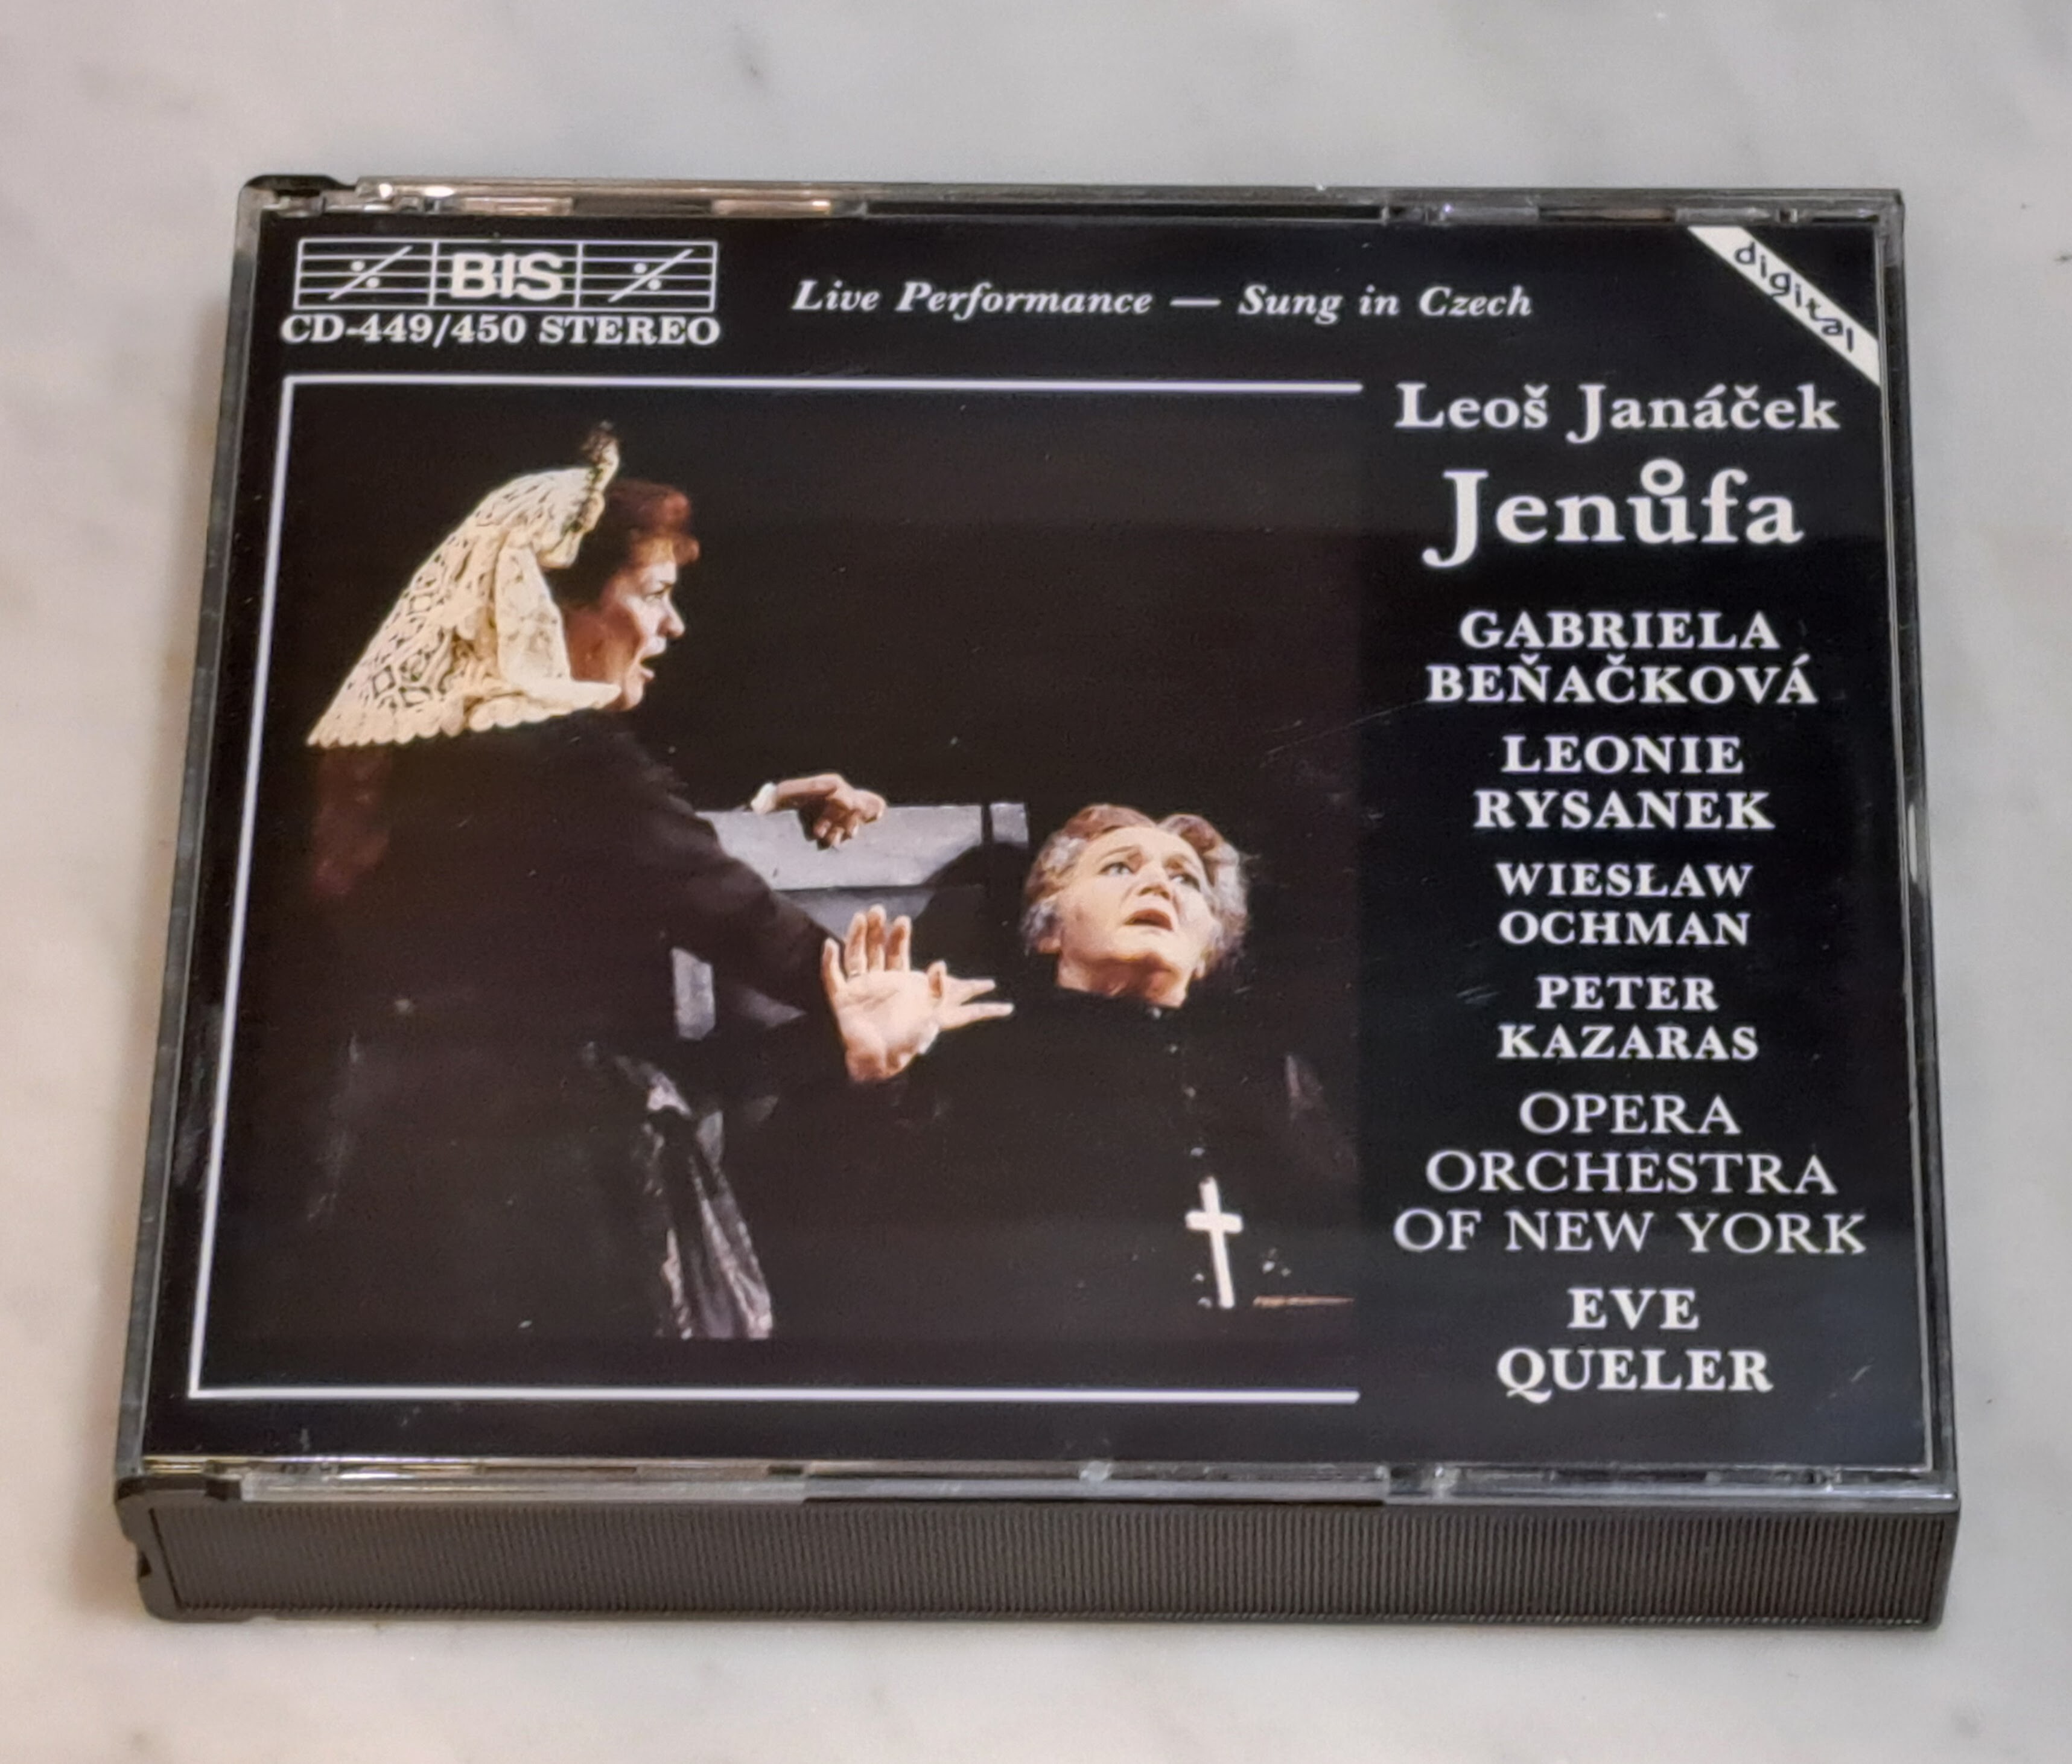 BIS
CD-449/450 STEREO
Live Performance — Sung in Czech
digital
Leoš Janáček
Jenůfa
GABRIELA
BEŇAČKOVÁ
LEONIE
RYSANEK
WIESŁAW
OCHMAN
PETER
KAZARAS
OPERA
ORCHESTRA
OF NEW YORK
EVE
QUELER